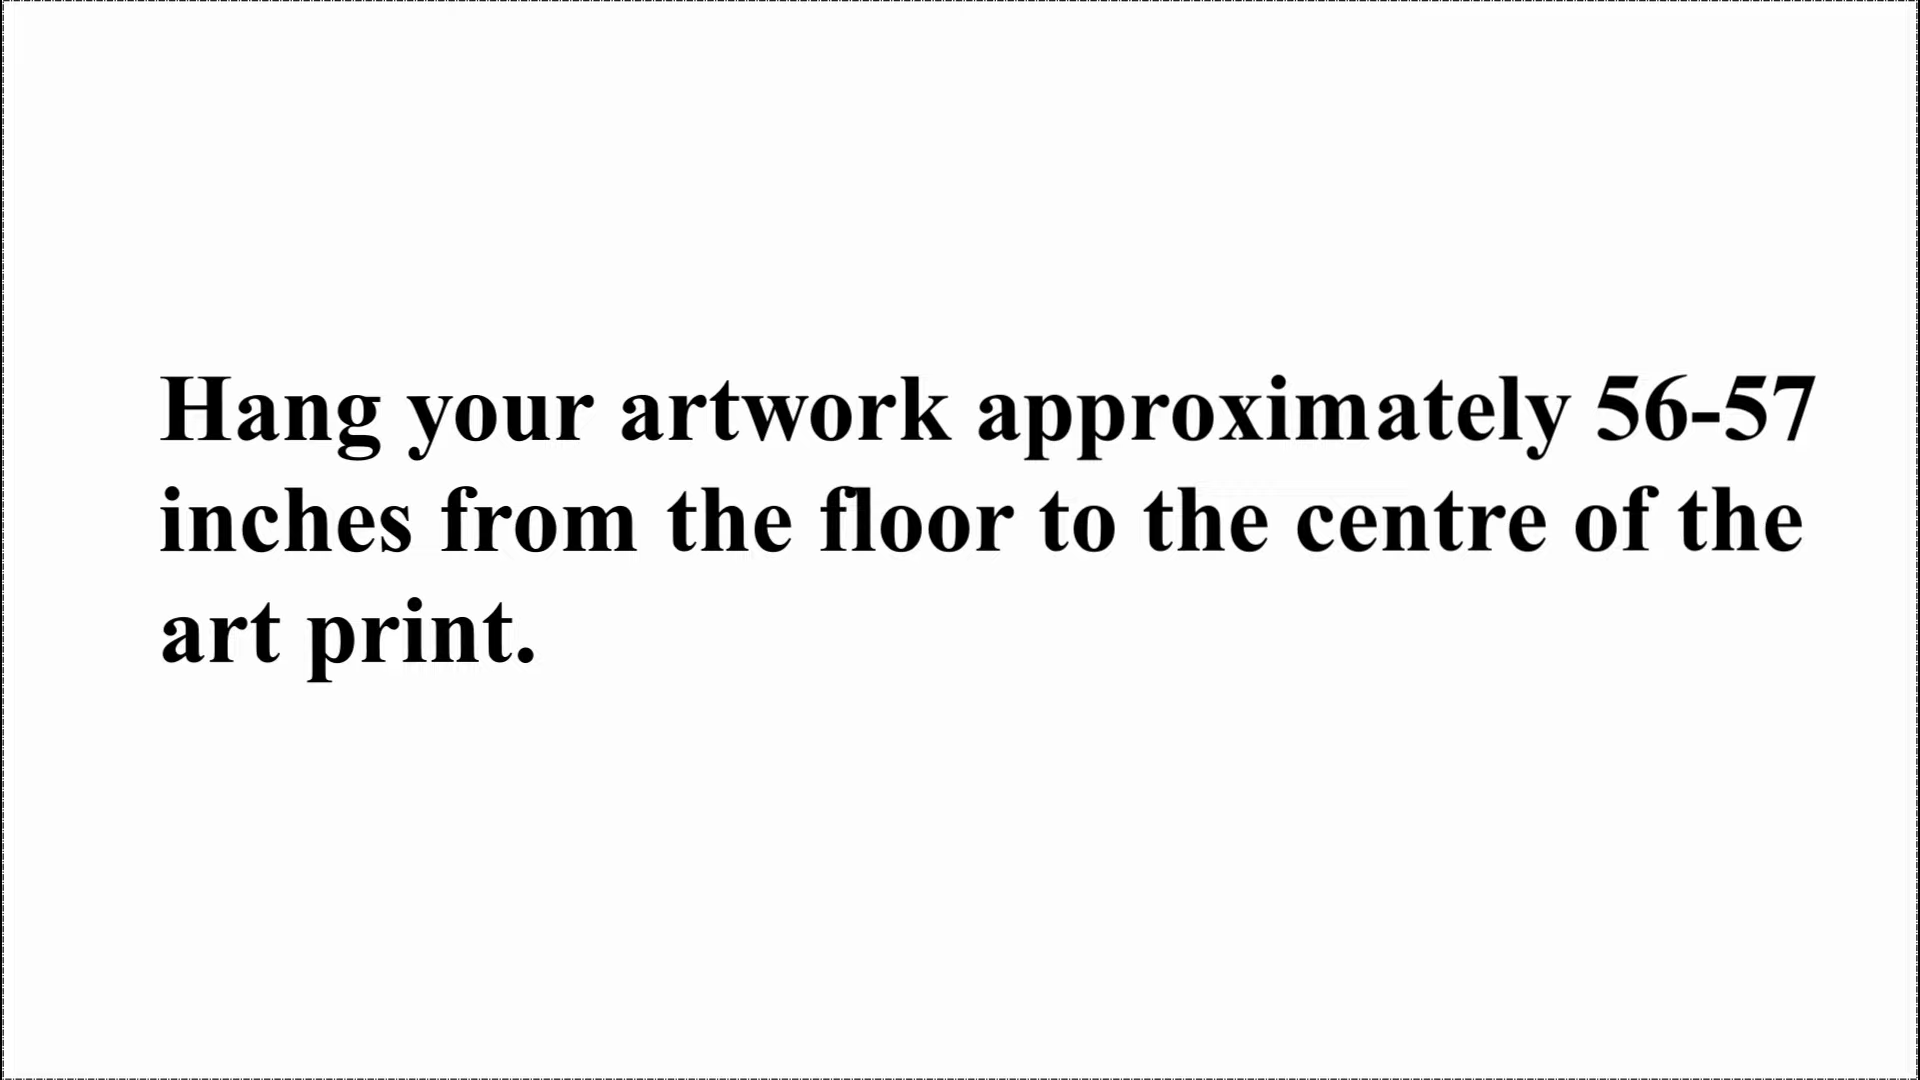 Hang your artwork approximately 56-57
inches from the floor to the centre of the
art print.